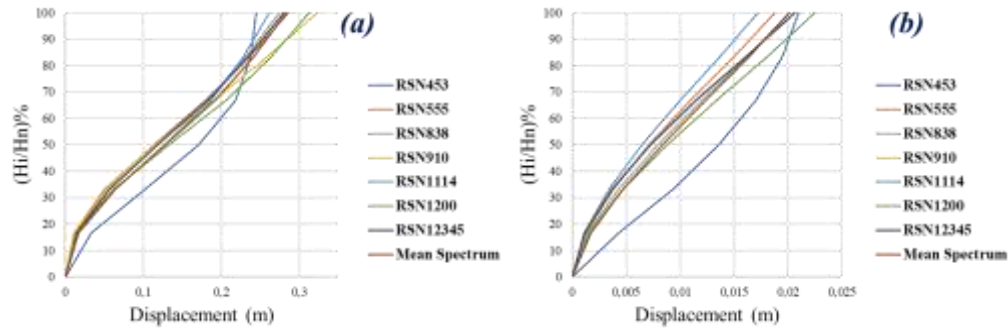 (a)
(Hi/Hn)%
100
90
80
70
60
50
40
30
20
10
0
0
0,1
0,2
0,3
Displacement (m)
RSN453
RSN555
RSN838
RSN910
RSN1114
RSN1200
RSN12345
Mean Spectrum
(b)
(Hi/Hn)%
100
90
80
70
60
50
40
30
20
10
0
0
0,005
0,01
0,015
0,02
0,025
Displacement (m)
RSN453
RSN555
RSN838
RSN910
RSN1114
RSN1200
RSN12345
Mean Spectrum